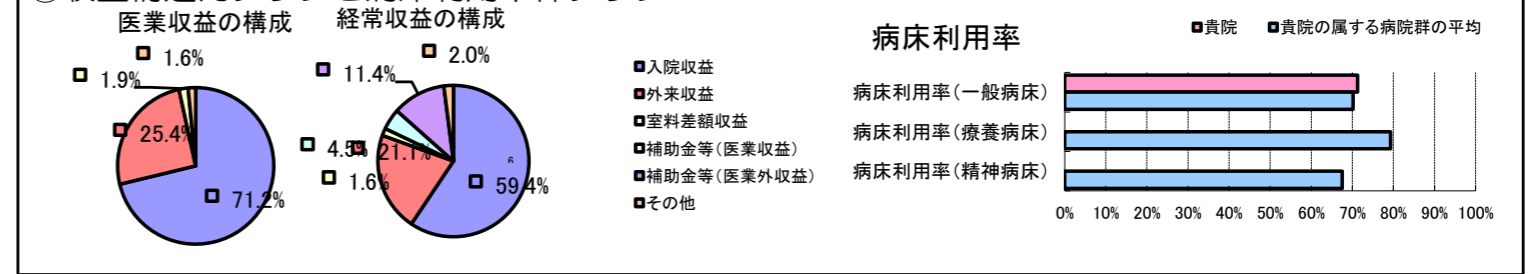 医業収益の構成
1.6%
1.9%
25.4%
71.2%
経常収益の構成
2.0%
11.4%
4.5%
21.1%
1.6%
59.4%
入院収益
外来収益
室料差額収益
補助金等(医業収益)
補助金等(医業外収益)
その他
病床利用率
貴院 貴院の属する病院群の平均
病床利用率(一般病床)
病床利用率(療養病床)
病床利用率(精神病床)
0% 10% 20% 30% 40% 50% 60% 70% 80% 90% 100%